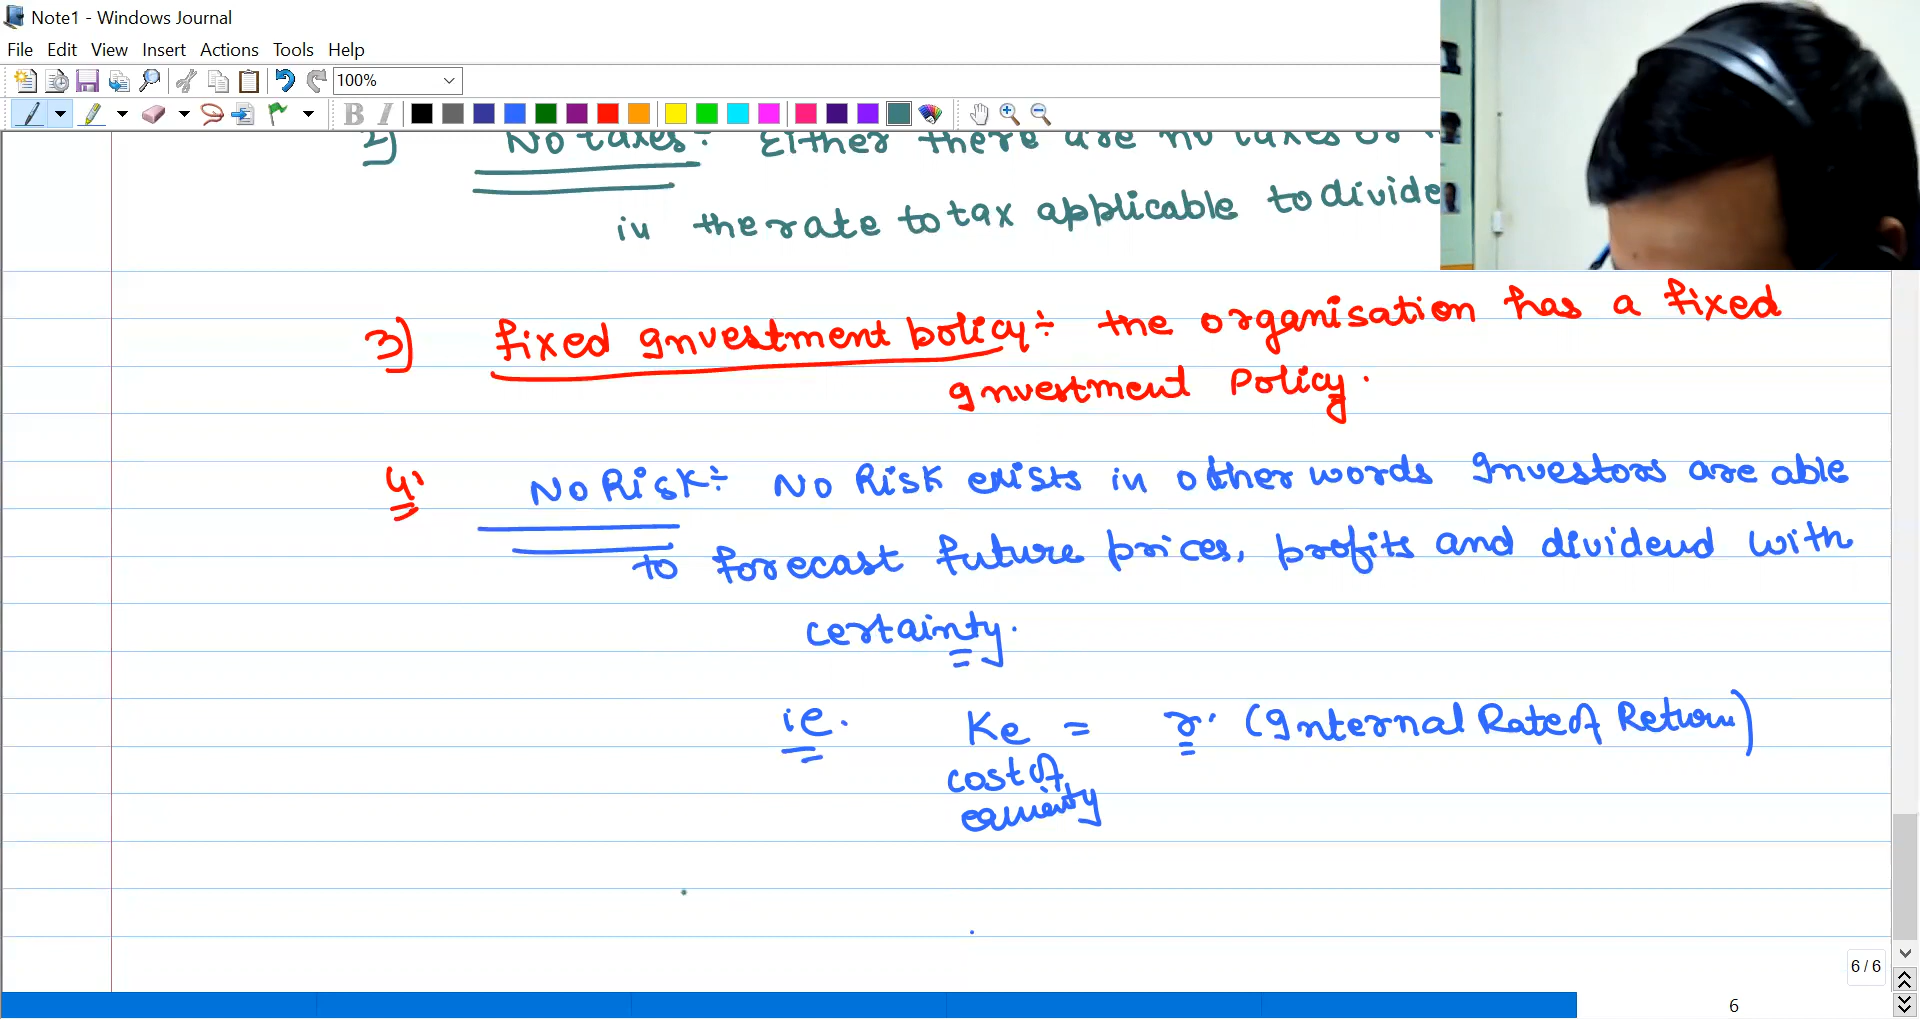 Note1 - Windows Journal
File Edit View Insert Actions Tools Help
100%
B I
2) No taxes:- Either there are no taxes or
in the rate to tax applicable to divide
3) fixed Investment policy:- the organisation has a fixed
Investment Policy.
4. No Risk:- No Risk exists in other words Investors are able
to forecast future prices, profits and dividend with
certainty.
ie. Ke = r. (Internal Rate of Return)
cost of
equity
6 / 6
6